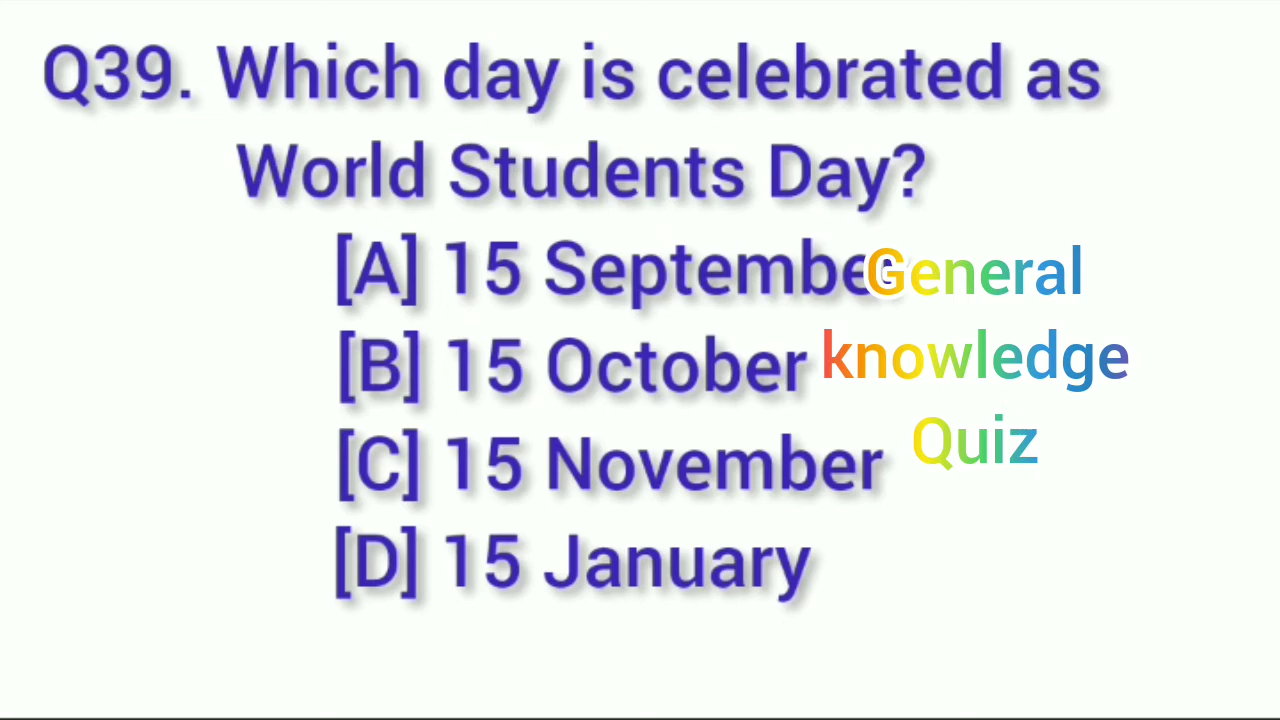 Q39. Which day is celebrated as
World Students Day?
[A] 15 September
[B] 15 October
[C] 15 November
[D] 15 January
General
knowledge
Quiz